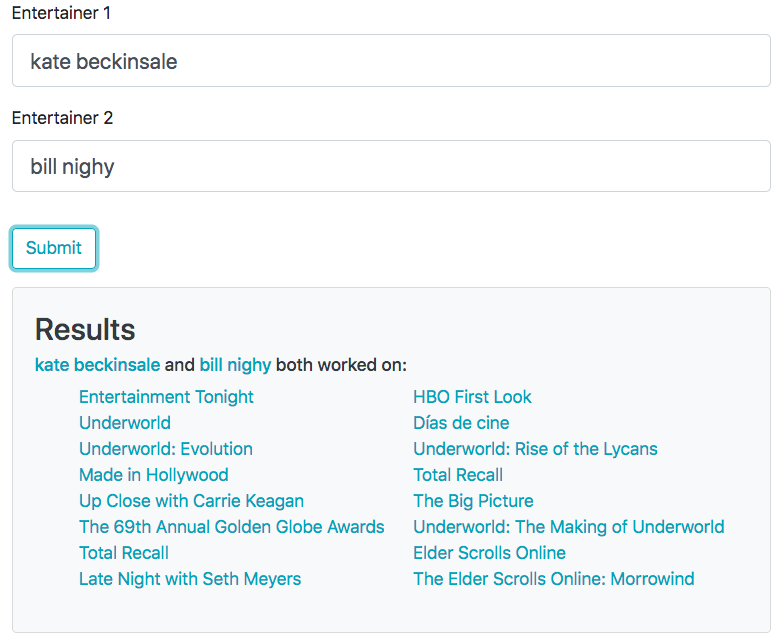 Entertainer 1
kate beckinsale
Entertainer 2
bill nighy
Submit
Results
kate beckinsale and bill nighy both worked on:
Entertainment Tonight
Underworld
Underworld: Evolution
Made in Hollywood
Up Close with Carrie Keagan
The 69th Annual Golden Globe Awards
Total Recall
Late Night with Seth Meyers
HBO First Look
Días de cine
Underworld: Rise of the Lycans
Total Recall
The Big Picture
Underworld: The Making of Underworld
Elder Scrolls Online
The Elder Scrolls Online: Morrowind